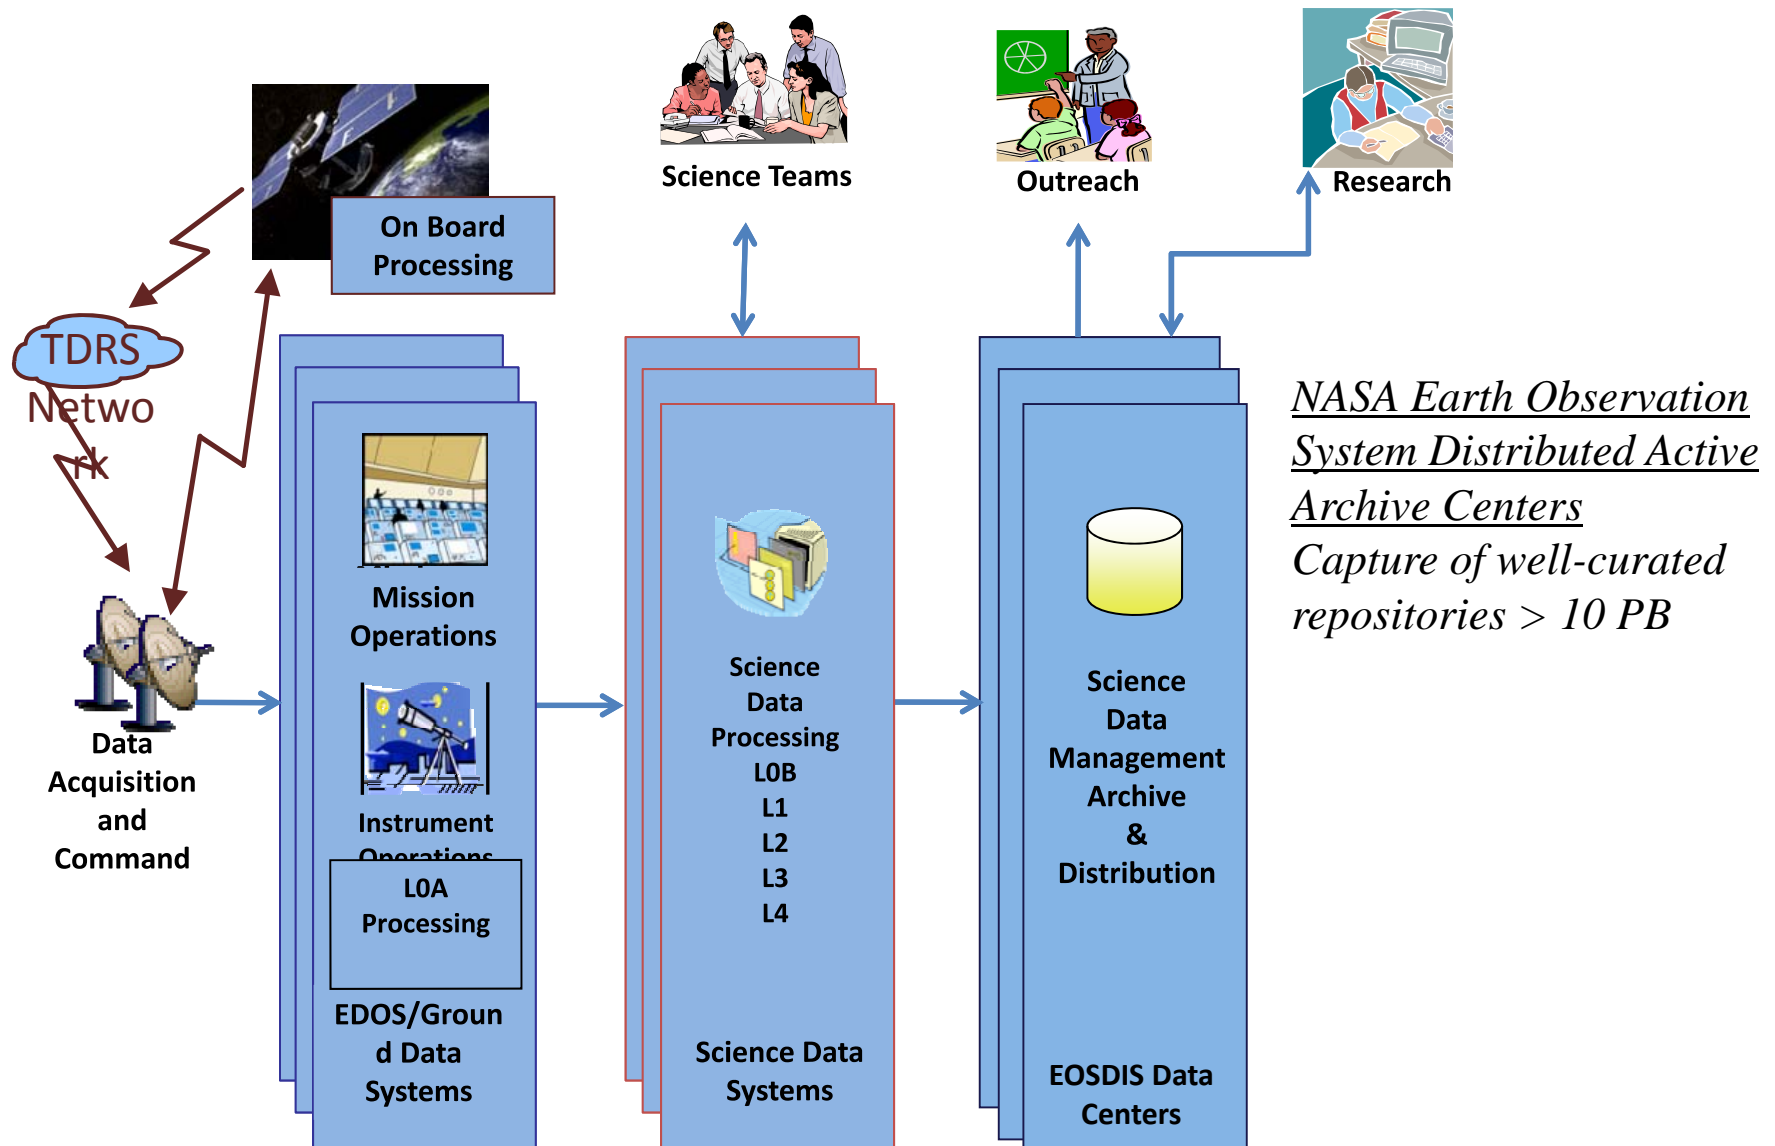 Science Teams
Outreach
Research
On Board
Processing
TDRS
Netwo
rk
Data
Acquisition
and
Command
Mission
Operations
Instrument
Operations
L0A
Processing
EDOS/Groun
d Data
Systems
Science
Data
Processing
L0B
L1
L2
L3
L4
Science Data
Systems
Science
Data
Management
Archive
&
Distribution
EOSDIS Data
Centers
NASA Earth Observation
System Distributed Active
Archive Centers
Capture of well-curated
repositories > 10 PB